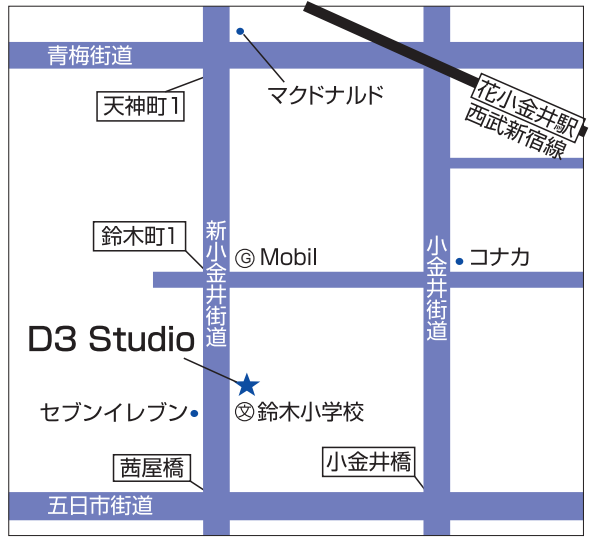 青梅街道
マクドナルド
天神町1
花小金井駅
西武新宿線
鈴木町1
新小金井街道
G Mobil
小金井街道
コナカ
D3 Studio
セブンイレブン
文 鈴木小学校
茜屋橋
小金井橋
五日市街道